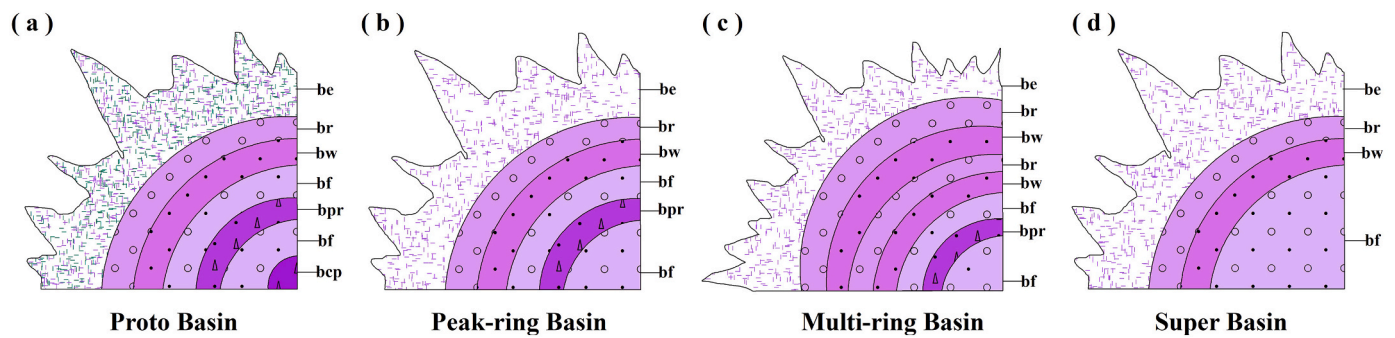 ( a )
be
br
bw
bf
bpr
bf
bcp
Proto Basin
( b )
be
br
bw
bf
bpr
bf
Peak-ring Basin
( c )
be
br
bw
br
bw
bf
bpr
bf
Multi-ring Basin
( d )
be
br
bw
bf
Super Basin